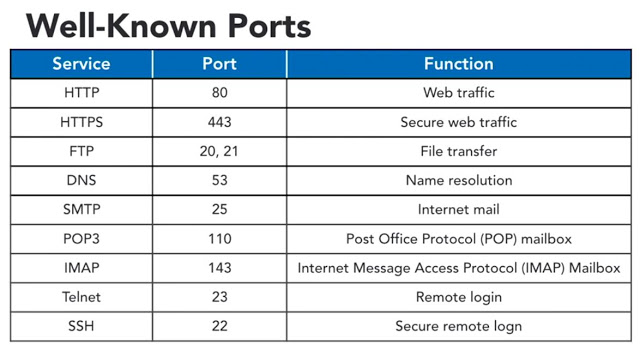 Well-Known Ports
Service Port Function
HTTP 80 Web traffic
HTTPS 443 Secure web traffic
FTP 20, 21 File transfer
DNS 53 Name resolution
SMTP 25 Internet mail
POP3 110 Post Office Protocol (POP) mailbox
IMAP 143 Internet Message Access Protocol (IMAP) Mailbox
Telnet 23 Remote login
SSH 22 Secure remote logn